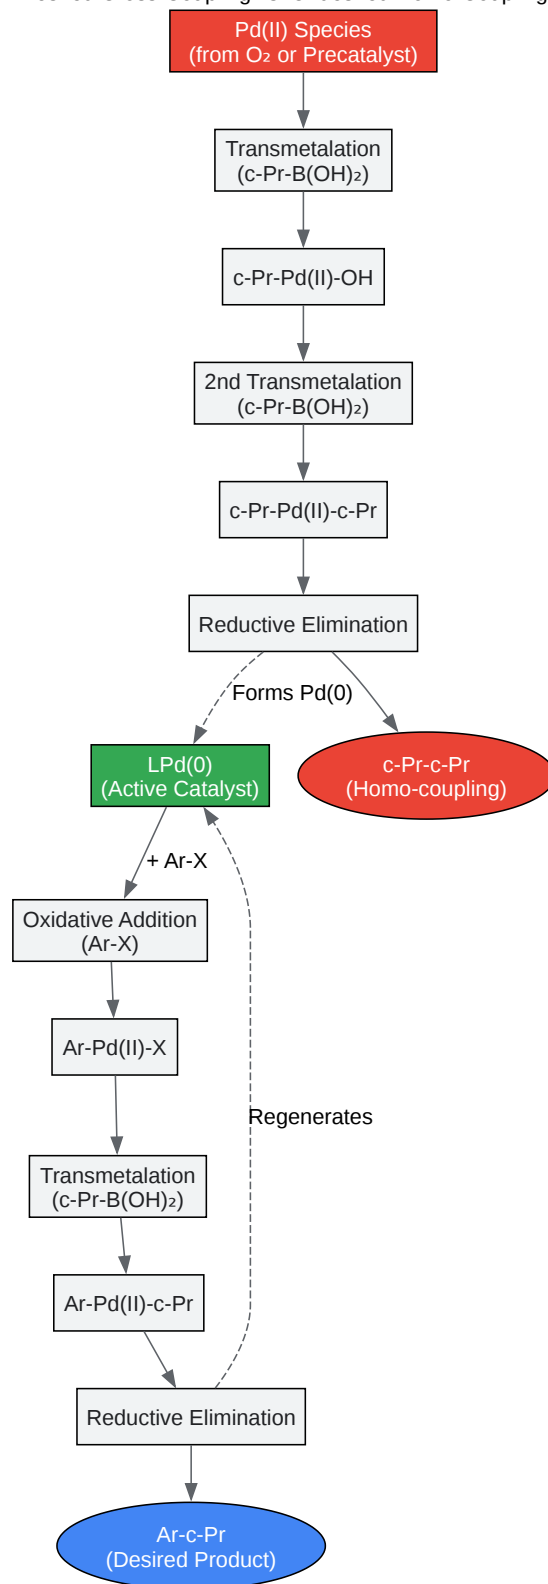 Pd(II) Species
(from O₂ or Precatalyst)
Transmetalation
(c-Pr-B(OH)₂)
c-Pr-Pd(II)-OH
2nd Transmetalation
(c-Pr-B(OH)₂)
c-Pr-Pd(II)-c-Pr
Reductive Elimination
Forms Pd(0)
LPd(0)
(Active Catalyst)
c-Pr-c-Pr
(Homo-coupling)
+ Ar-X
Oxidative Addition
(Ar-X)
Ar-Pd(II)-X
Regenerates
Transmetalation
(c-Pr-B(OH)₂)
Ar-Pd(II)-c-Pr
Reductive Elimination
Ar-c-Pr
(Desired Product)